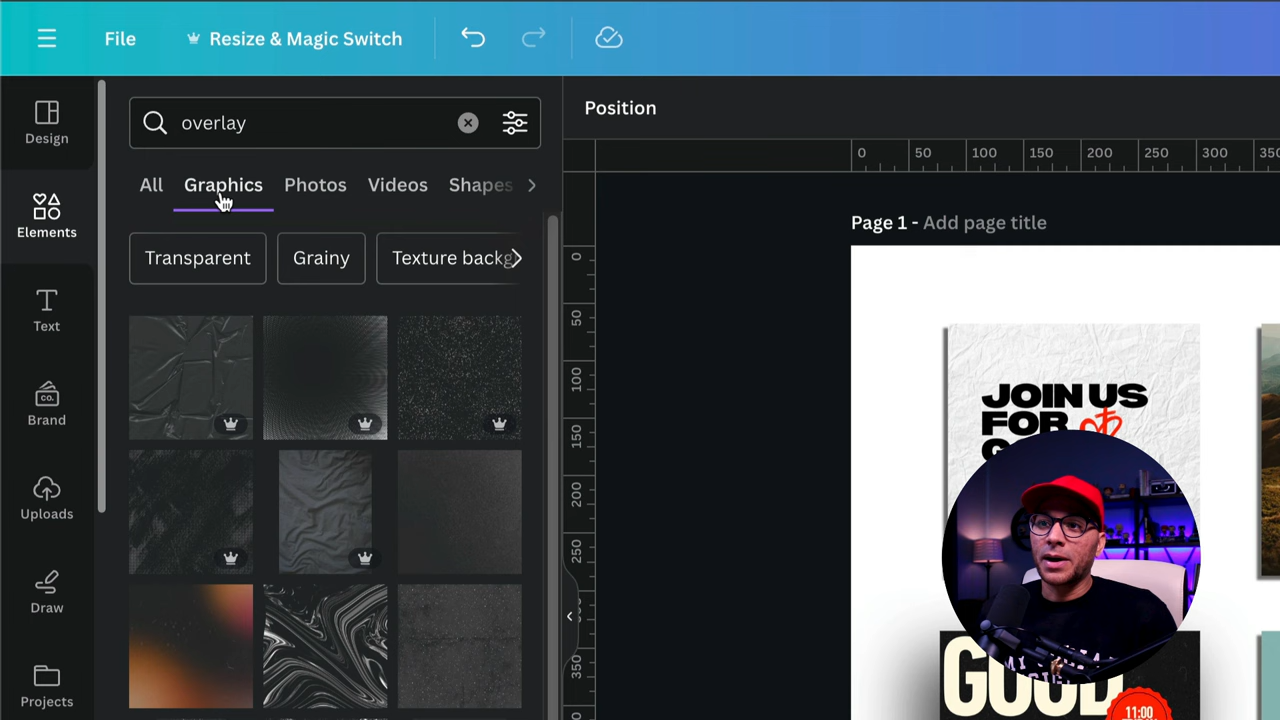 File
Resize & Magic Switch
Design
Elements
Text
Brand
co.
Uploads
Draw
Projects
overlay
All
Graphics
Photos
Videos
Shapes
Transparent
Grainy
Texture backg
Position
0
50
100
150
200
250
300
350
0
50
100
150
200
250
350
Page 1 - Add page title
JOIN US
FOR
GOOD
11:00